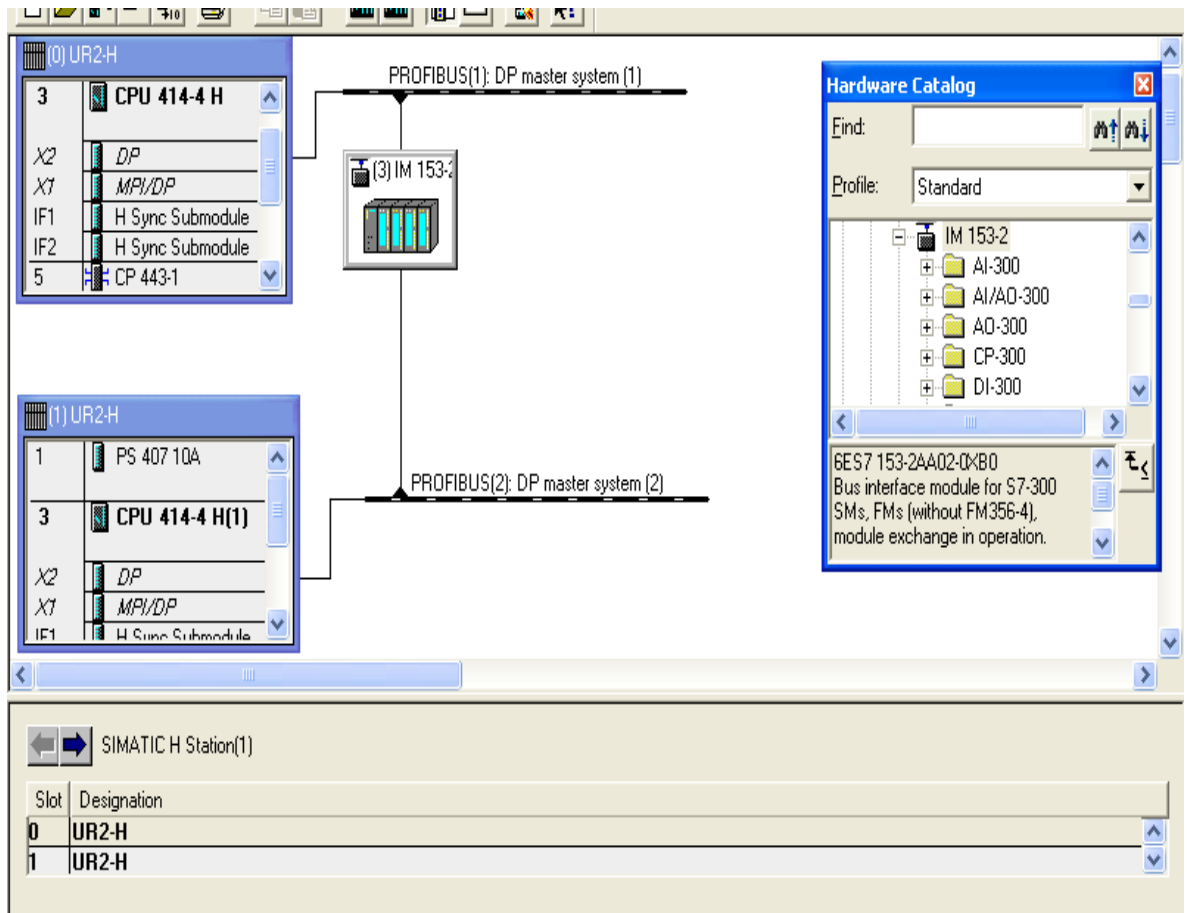 (0) UR2-H
3 CPU 414-4 H
X2 DP
X1 MPI/DP
IF1 H Sync Submodule
IF2 H Sync Submodule
5 CP 443-1
PROFIBUS(1): DP master system (1)
(3) IM 153-2
(1) UR2-H
1 PS 407 10A
3 CPU 414-4 H(1)
X2 DP
X1 MPI/DP
IF1 H Sync Submodule
PROFIBUS(2): DP master system (2)
Hardware Catalog
Find:
Profile: Standard
IM 153-2
AI-300
AI/AO-300
AO-300
CP-300
DI-300
6ES7 153-2AA02-0XB0
Bus interface module for S7-300
SMs, FMs (without FM356-4),
module exchange in operation.
SIMATIC H Station(1)
Slot Designation
0 UR2-H
1 UR2-H